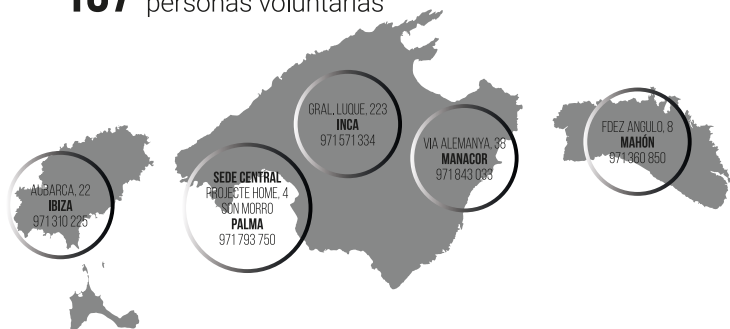 personas voluntarias
GRAL. LUQUE, 223
INCA
971 571 334
VIA ALEMANYA, 38
MANACOR
971 843 033
FDEZ ANGULO, 8
MAHÓN
971 360 850
ALBARCA, 22
IBIZA
971 310 225
SEDE CENTRAL
PROJECTE HOME, 4
SON MORRO
PALMA
971 793 750